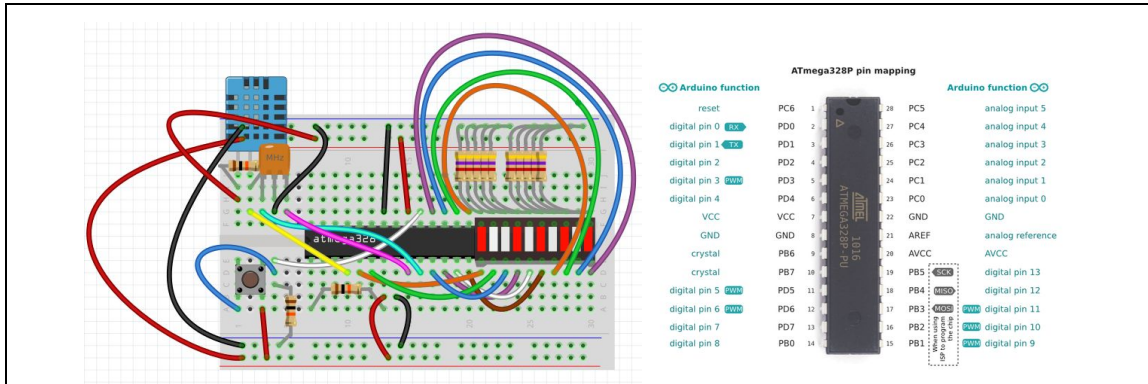 MHz
atmega328
ATmega328P pin mapping
Arduino function
Arduino function
reset PC6 1 28 PC5 analog input 5
digital pin 0 RX PD0 2 27 PC4 analog input 4
digital pin 1 TX PD1 3 26 PC3 analog input 3
digital pin 2 PD2 4 25 PC2 analog input 2
digital pin 3 PWM PD3 5 24 PC1 analog input 1
digital pin 4 PD4 6 23 PC0 analog input 0
VCC VCC 7 22 GND GND
GND GND 8 21 AREF analog reference
crystal PB6 9 20 AVCC AVCC
crystal PB7 10 19 PB5 SCK digital pin 13
digital pin 5 PWM PD5 11 18 PB4 MISO digital pin 12
digital pin 6 PWM PD6 12 17 PB3 MOSI PWM digital pin 11
digital pin 7 PD7 13 16 PB2 PWM digital pin 10
digital pin 8 PB0 14 15 PB1 PWM digital pin 9
When using
ISP to program
the chip
ATMEL 1016
ATMEGA328P-PU